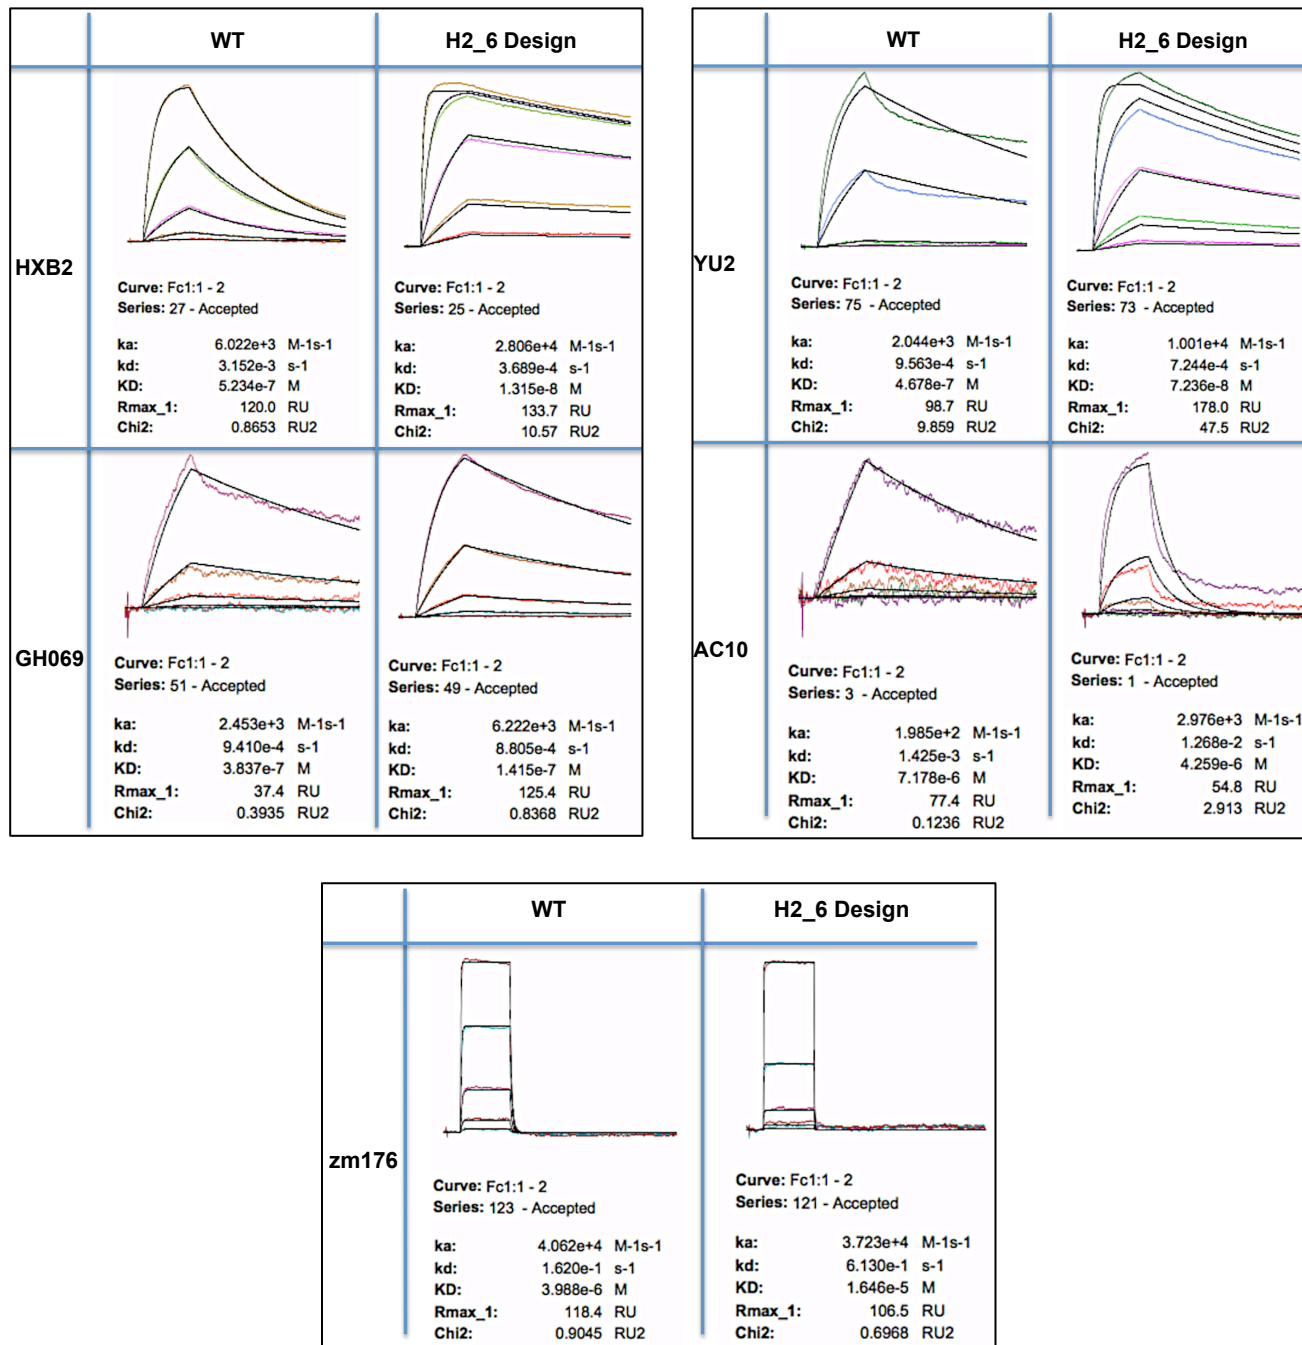 WT
H2_6 Design
HXB2
Curve: Fc1:1 - 2
Series: 27 - Accepted
ka: 6.022e+3 M-1s-1
kd: 3.152e-3 s-1
KD: 5.234e-7 M
Rmax_1: 120.0 RU
Chi2: 0.8653 RU2
Curve: Fc1:1 - 2
Series: 25 - Accepted
ka: 2.806e+4 M-1s-1
kd: 3.689e-4 s-1
KD: 1.315e-8 M
Rmax_1: 133.7 RU
Chi2: 10.57 RU2
GH069
Curve: Fc1:1 - 2
Series: 51 - Accepted
ka: 2.453e+3 M-1s-1
kd: 9.410e-4 s-1
KD: 3.837e-7 M
Rmax_1: 37.4 RU
Chi2: 0.3935 RU2
Curve: Fc1:1 - 2
Series: 49 - Accepted
ka: 6.222e+3 M-1s-1
kd: 8.805e-4 s-1
KD: 1.415e-7 M
Rmax_1: 125.4 RU
Chi2: 0.8368 RU2
WT
H2_6 Design
YU2
Curve: Fc1:1 - 2
Series: 75 - Accepted
ka: 2.044e+3 M-1s-1
kd: 9.563e-4 s-1
KD: 4.678e-7 M
Rmax_1: 98.7 RU
Chi2: 9.859 RU2
Curve: Fc1:1 - 2
Series: 73 - Accepted
ka: 1.001e+4 M-1s-1
kd: 7.244e-4 s-1
KD: 7.236e-8 M
Rmax_1: 178.0 RU
Chi2: 47.5 RU2
AC10
Curve: Fc1:1 - 2
Series: 3 - Accepted
ka: 1.985e+2 M-1s-1
kd: 1.425e-3 s-1
KD: 7.178e-6 M
Rmax_1: 77.4 RU
Chi2: 0.1236 RU2
Curve: Fc1:1 - 2
Series: 1 - Accepted
ka: 2.976e+3 M-1s-1
kd: 1.268e-2 s-1
KD: 4.259e-6 M
Rmax_1: 54.8 RU
Chi2: 2.913 RU2
WT
H2_6 Design
zm176
Curve: Fc1:1 - 2
Series: 123 - Accepted
ka: 4.062e+4 M-1s-1
kd: 1.620e-1 s-1
KD: 3.988e-6 M
Rmax_1: 118.4 RU
Chi2: 0.9045 RU2
Curve: Fc1:1 - 2
Series: 121 - Accepted
ka: 3.723e+4 M-1s-1
kd: 6.130e-1 s-1
KD: 1.646e-5 M
Rmax_1: 106.5 RU
Chi2: 0.6968 RU2